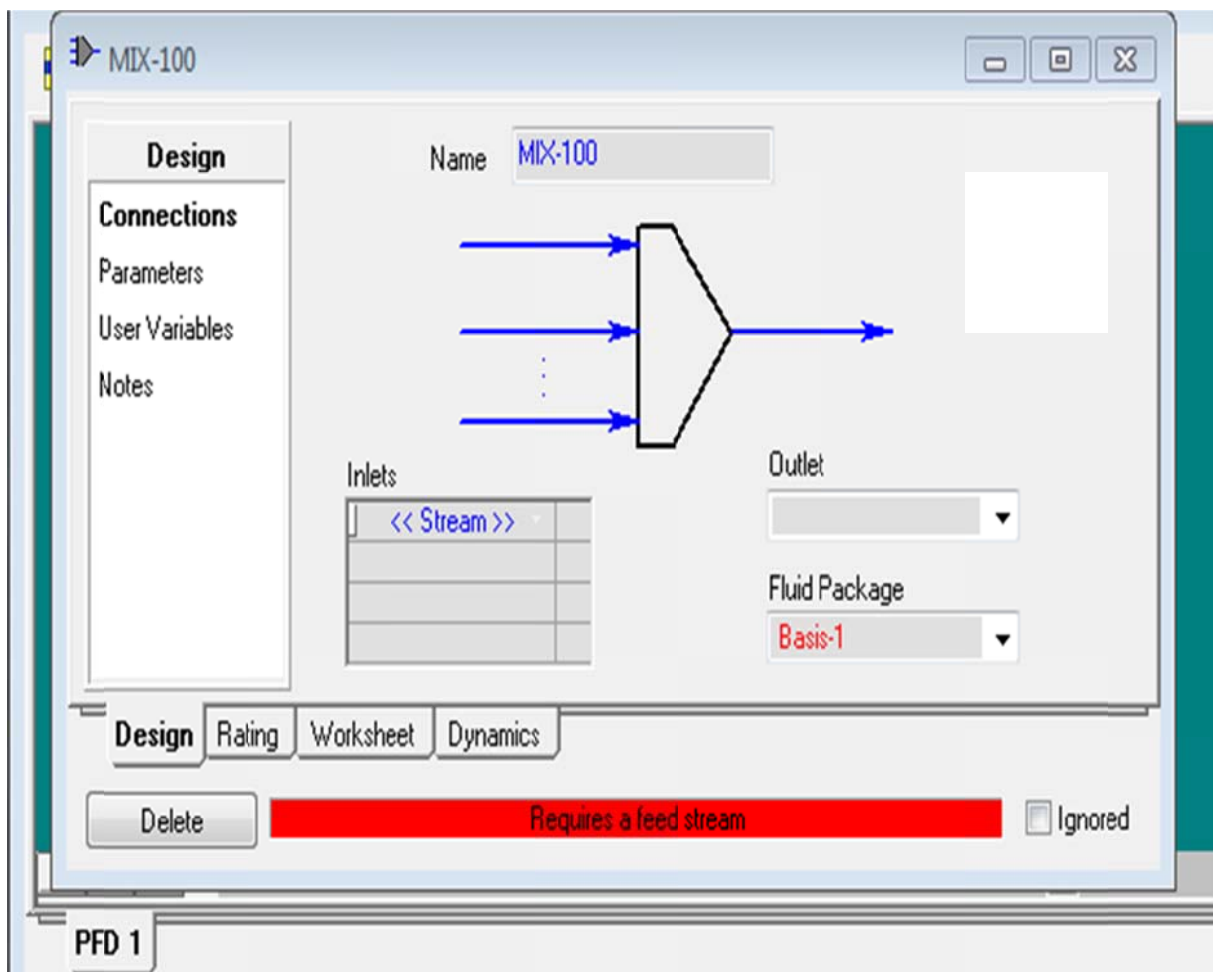 MIX-100
Design
Name MIX-100
Connections
Parameters
User Variables
Notes
Inlets
<< Stream >>
Outlet
Fluid Package
Basis-1
Design Rating Worksheet Dynamics
Delete Requires a feed stream Ignored
PFD 1